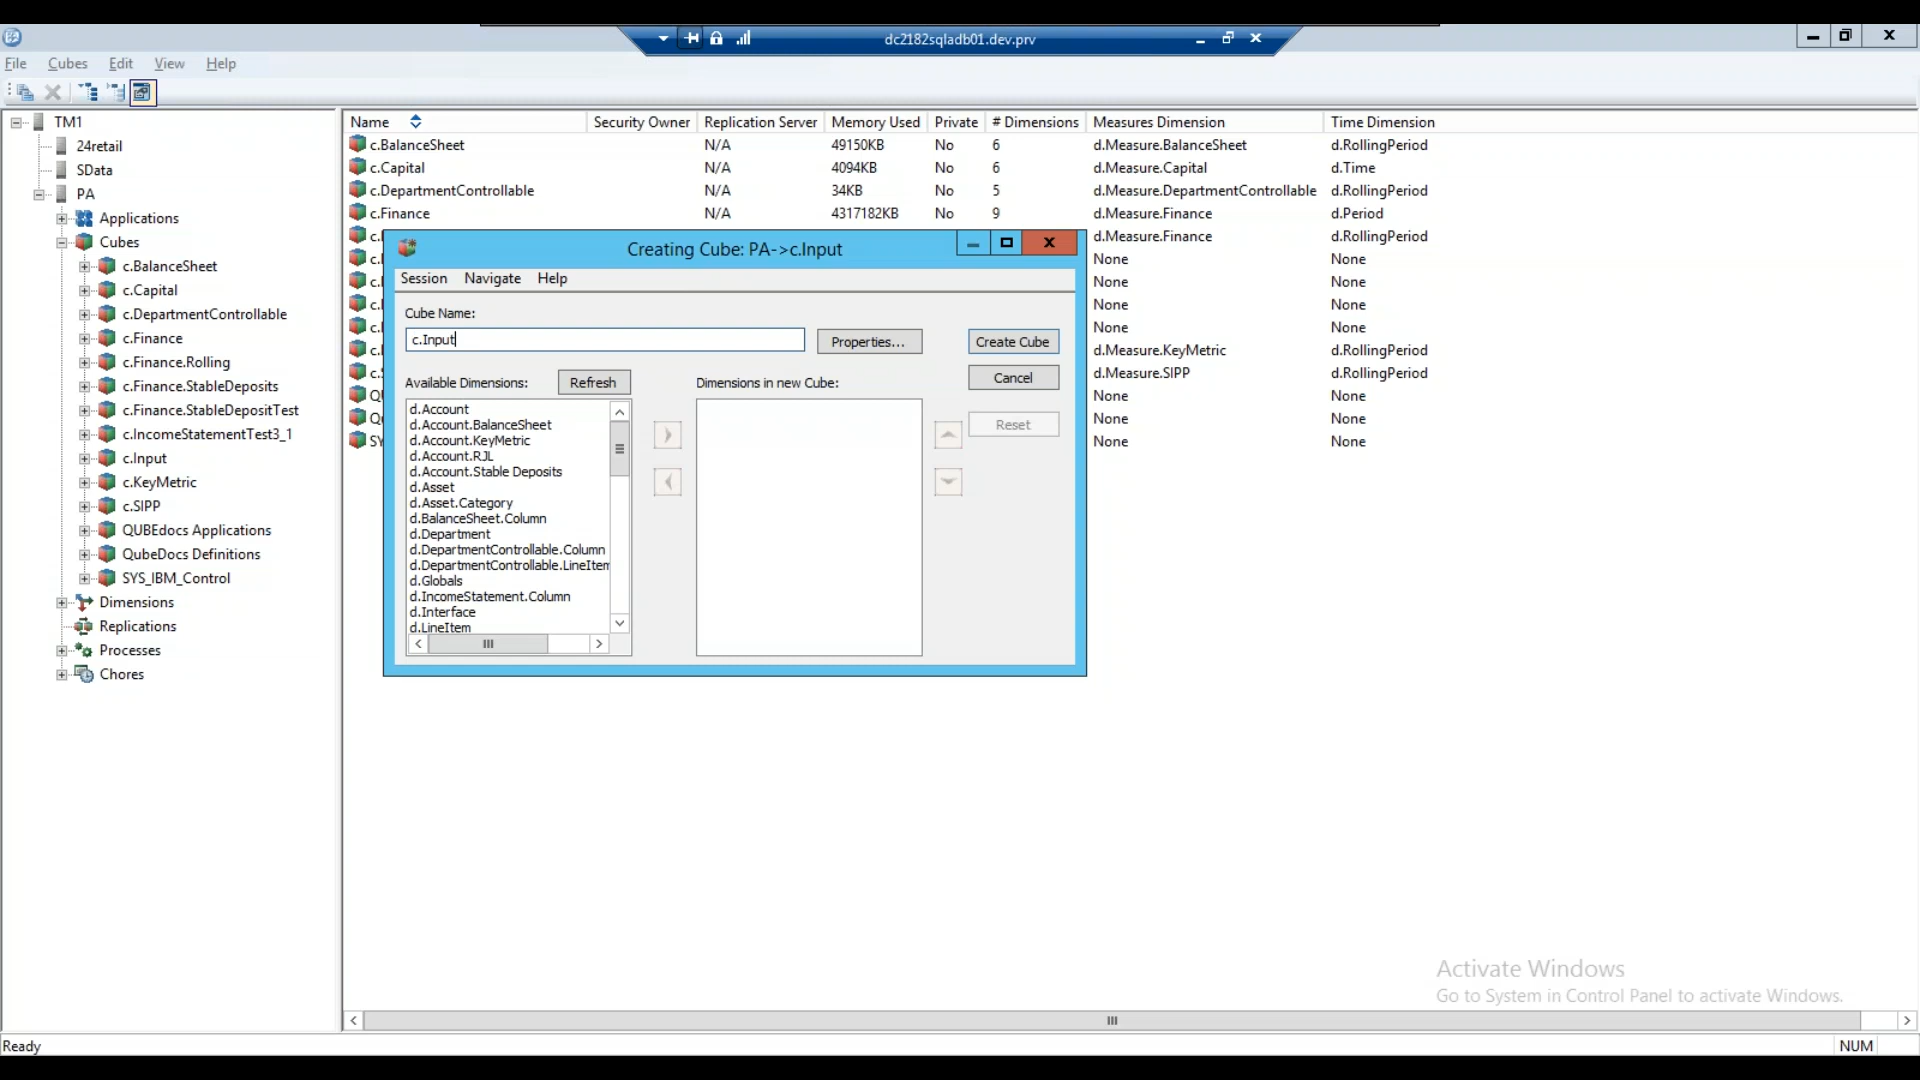 dc2182sqladb01.dev.prv
File Cubes Edit View Help
TM1
24retail
SData
PA
Applications
Cubes
c.BalanceSheet
c.Capital
c.DepartmentControllable
c.Finance
c.Finance.Rolling
c.Finance.StableDeposits
c.Finance.StableDepositTest
c.IncomeStatementTest3_1
c.Input
c.KeyMetric
c.SIPP
QUBEdocs Applications
QubeDocs Definitions
SYS_IBM_Control
Dimensions
Replications
Processes
Chores
Name Security Owner Replication Server Memory Used Private # Dimensions Measures Dimension Time Dimension
c.BalanceSheet N/A 49150KB No 6 d.Measure.BalanceSheet d.RollingPeriod
c.Capital N/A 4094KB No 6 d.Measure.Capital d.Time
c.DepartmentControllable N/A 34KB No 5 d.Measure.DepartmentControllable d.RollingPeriod
c.Finance N/A 4317182KB No 9 d.Measure.Finance d.Period
d.Measure.Finance d.RollingPeriod
None None
None None
None None
None None
d.Measure.KeyMetric d.RollingPeriod
d.Measure.SIPP d.RollingPeriod
None None
None None
None None
Creating Cube: PA->c.Input
Session Navigate Help
Cube Name:
c.Input
Properties...
Create Cube
Cancel
Reset
Available Dimensions:
Refresh
Dimensions in new Cube:
d.Account
d.Account.BalanceSheet
d.Account.KeyMetric
d.Account.RJL
d.Account.Stable Deposits
d.Asset
d.Asset.Category
d.BalanceSheet.Column
d.Department
d.DepartmentControllable.Column
d.DepartmentControllable.LineIter
d.Globals
d.IncomeStatement.Column
d.Interface
d.LineItem
Activate Windows
Go to System in Control Panel to activate Windows.
Ready
NUM